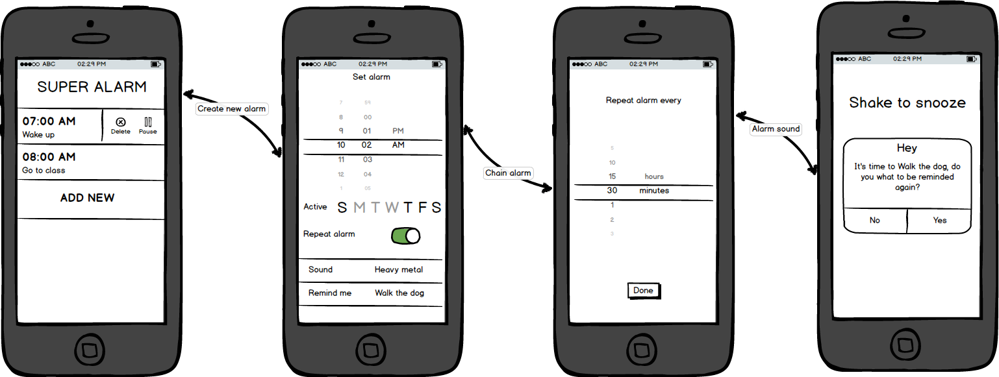 ABC 02:29 PM
SUPER ALARM
07:00 AM
Wake up
Delete Pause
08:00 AM
Go to class
ADD NEW
Create new alarm
ABC 02:29 PM
Set alarm
7 59
8 00
9 01 PM
10 02 AM
11 03
12 04
1 05
Active S M T W T F S
Repeat alarm
Sound Heavy metal
Remind me Walk the dog
Chain alarm
ABC 02:29 PM
Repeat alarm every
5
10
15 hours
30 minutes
1
2
3
Done
Alarm sound
ABC 02:29 PM
Shake to snooze
Hey
It's time to Walk the dog, do
you what to be reminded
again?
No Yes